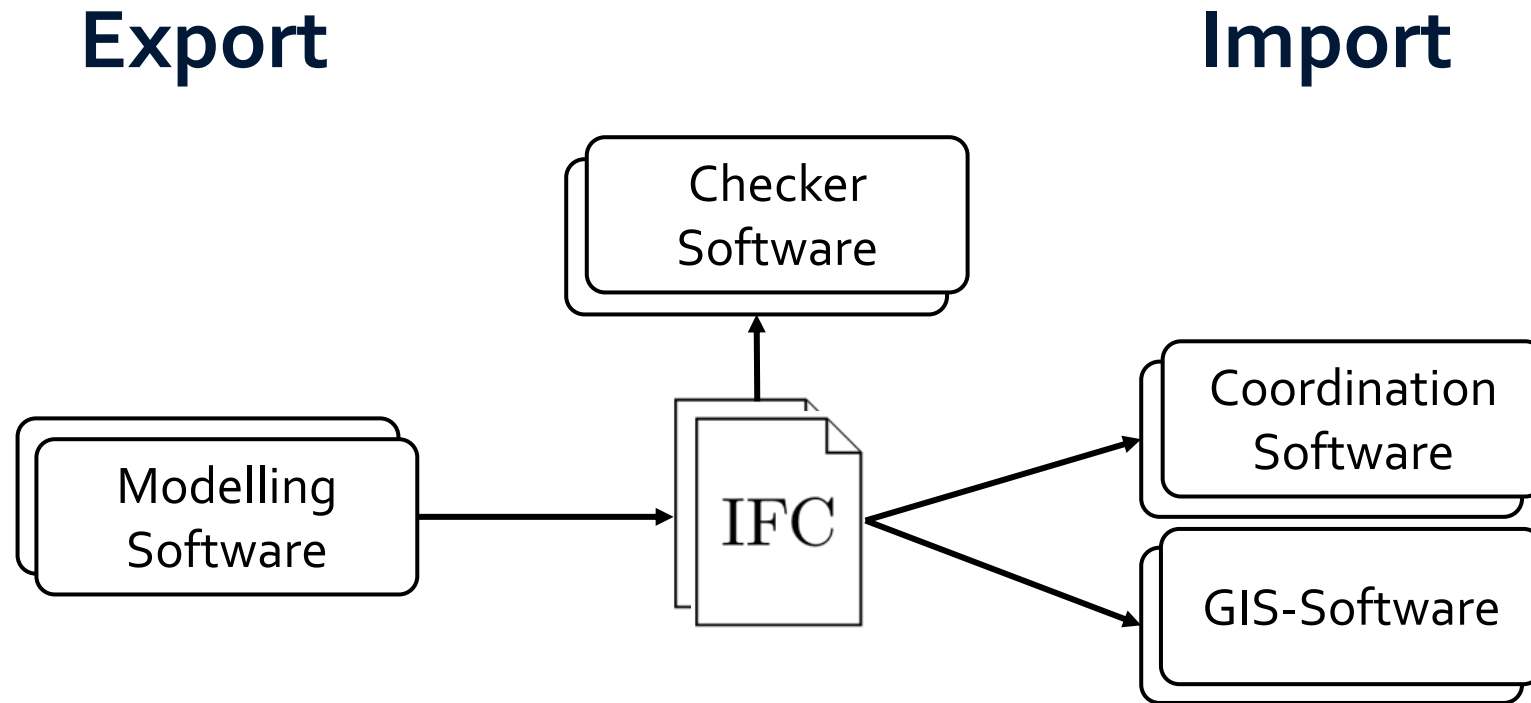 Export
Import
Checker
Software
Modelling
Software
IFC
Coordination
Software
GIS-Software